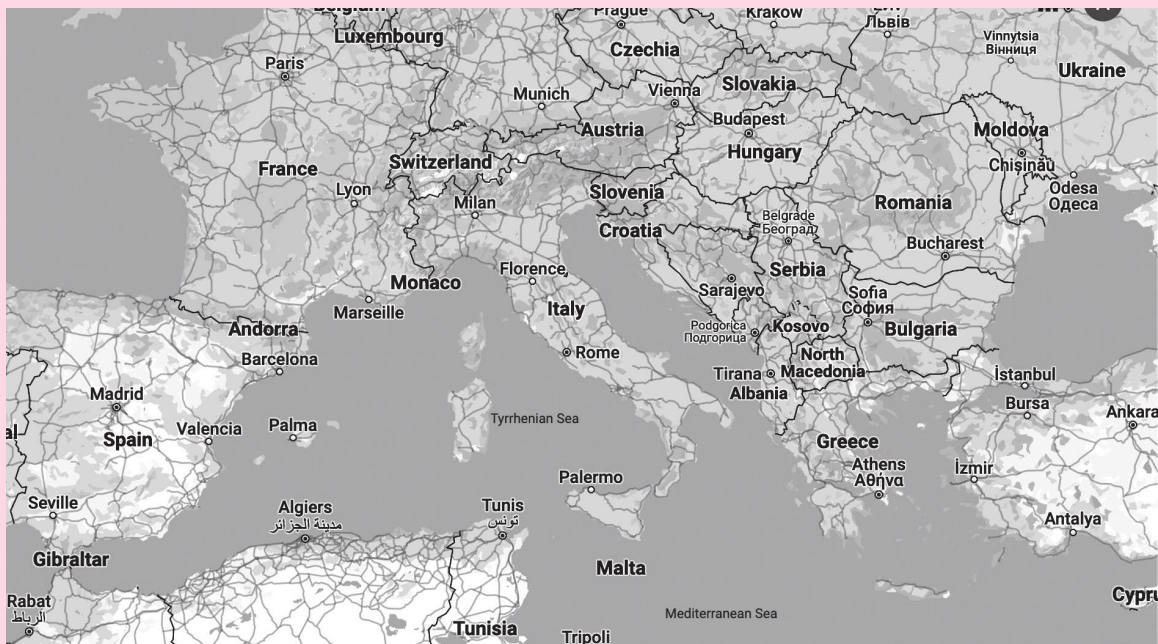 Prague
Krakow
Львів
Luxembourg
Czechia
Vinnytsia
Вінниця
Paris
Ukraine
Slovakia
Munich
Vienna
Budapest
Austria
Moldova
Hungary
Switzerland
Chișinău
France
Lyon
Odesa
Одеса
Slovenia
Milan
Romania
Belgrade
Београд
Croatia
Bucharest
Florence
Serbia
Monaco
Sarajevo
Sofia
София
Marseille
Italy
Podgorica
Подгорица
Kosovo
Bulgaria
Andorra
Barcelona
Rome
North
Macedonia
Tirana
İstanbul
Madrid
Albania
Bursa
Ankara
Palma
Tyrrhenian Sea
Valencia
al
Spain
Greece
Athens
Αθήνα
İzmir
Palermo
Seville
Algiers
مدينة الجزائر
Tunis
تونس
Antalya
Gibraltar
Malta
Cypru
Rabat
الرباط
Mediterranean Sea
Tunisia
Tripoli